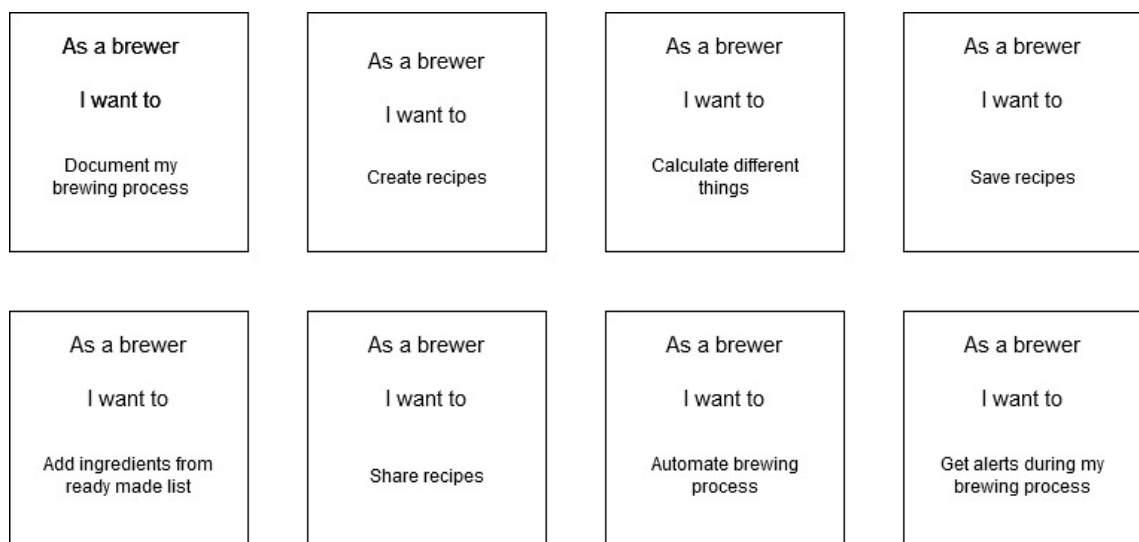 As a brewer
I want to
Document my
brewing process
As a brewer
I want to
Create recipes
As a brewer
I want to
Calculate different
things
As a brewer
I want to
Save recipes
As a brewer
I want to
Add ingredients from
ready made list
As a brewer
I want to
Share recipes
As a brewer
I want to
Automate brewing
process
As a brewer
I want to
Get alerts during my
brewing process